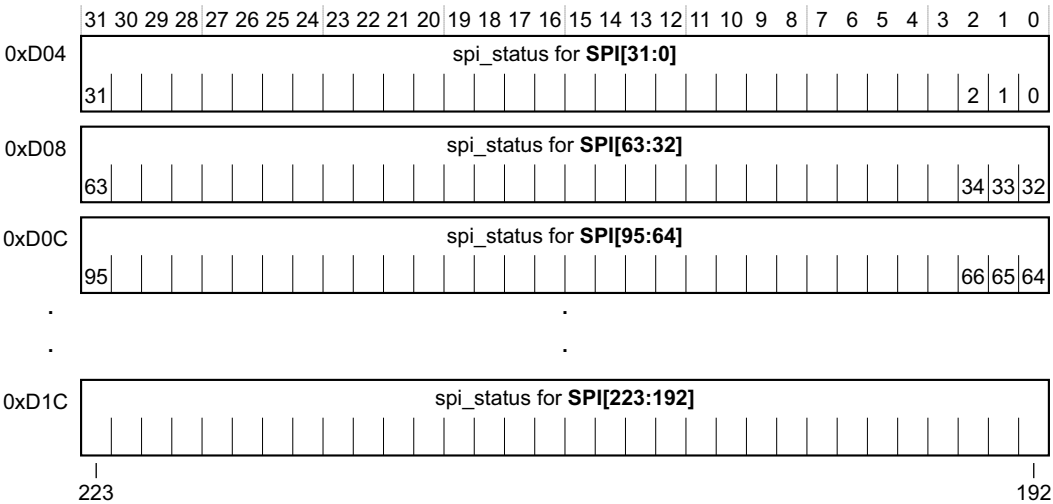 31 30 29 28 27 26 25 24 23 22 21 20 19 18 17 16 15 14 13 12 11 10 9 8 7 6 5 4 3 2 1 0
0xD04 spi_status for SPI[31:0]
31 2 1 0
0xD08 spi_status for SPI[63:32]
63 34 33 32
0xD0C spi_status for SPI[95:64]
95 66 65 64
. .
. .
0xD1C spi_status for SPI[223:192]
223 192